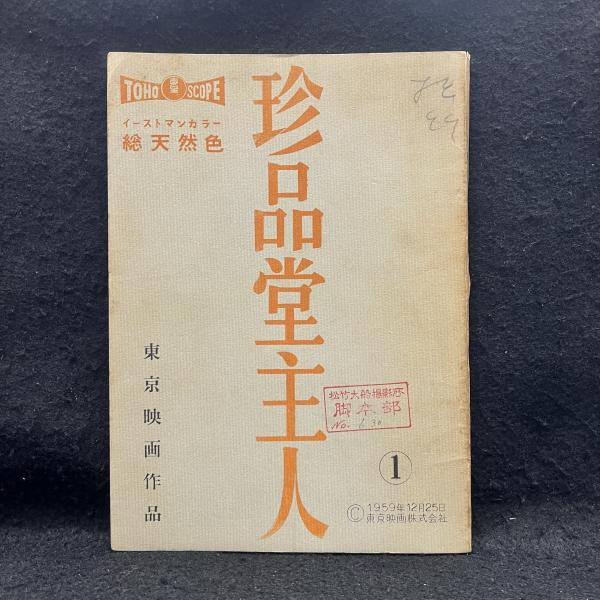 TOHO SCOPE
イーストマンカラー
総天然色
珍品堂主人
東京映画作品
松竹大船撮影所
脚本部
No. 630
1
© 1959年12月25日
東京映画株式会社